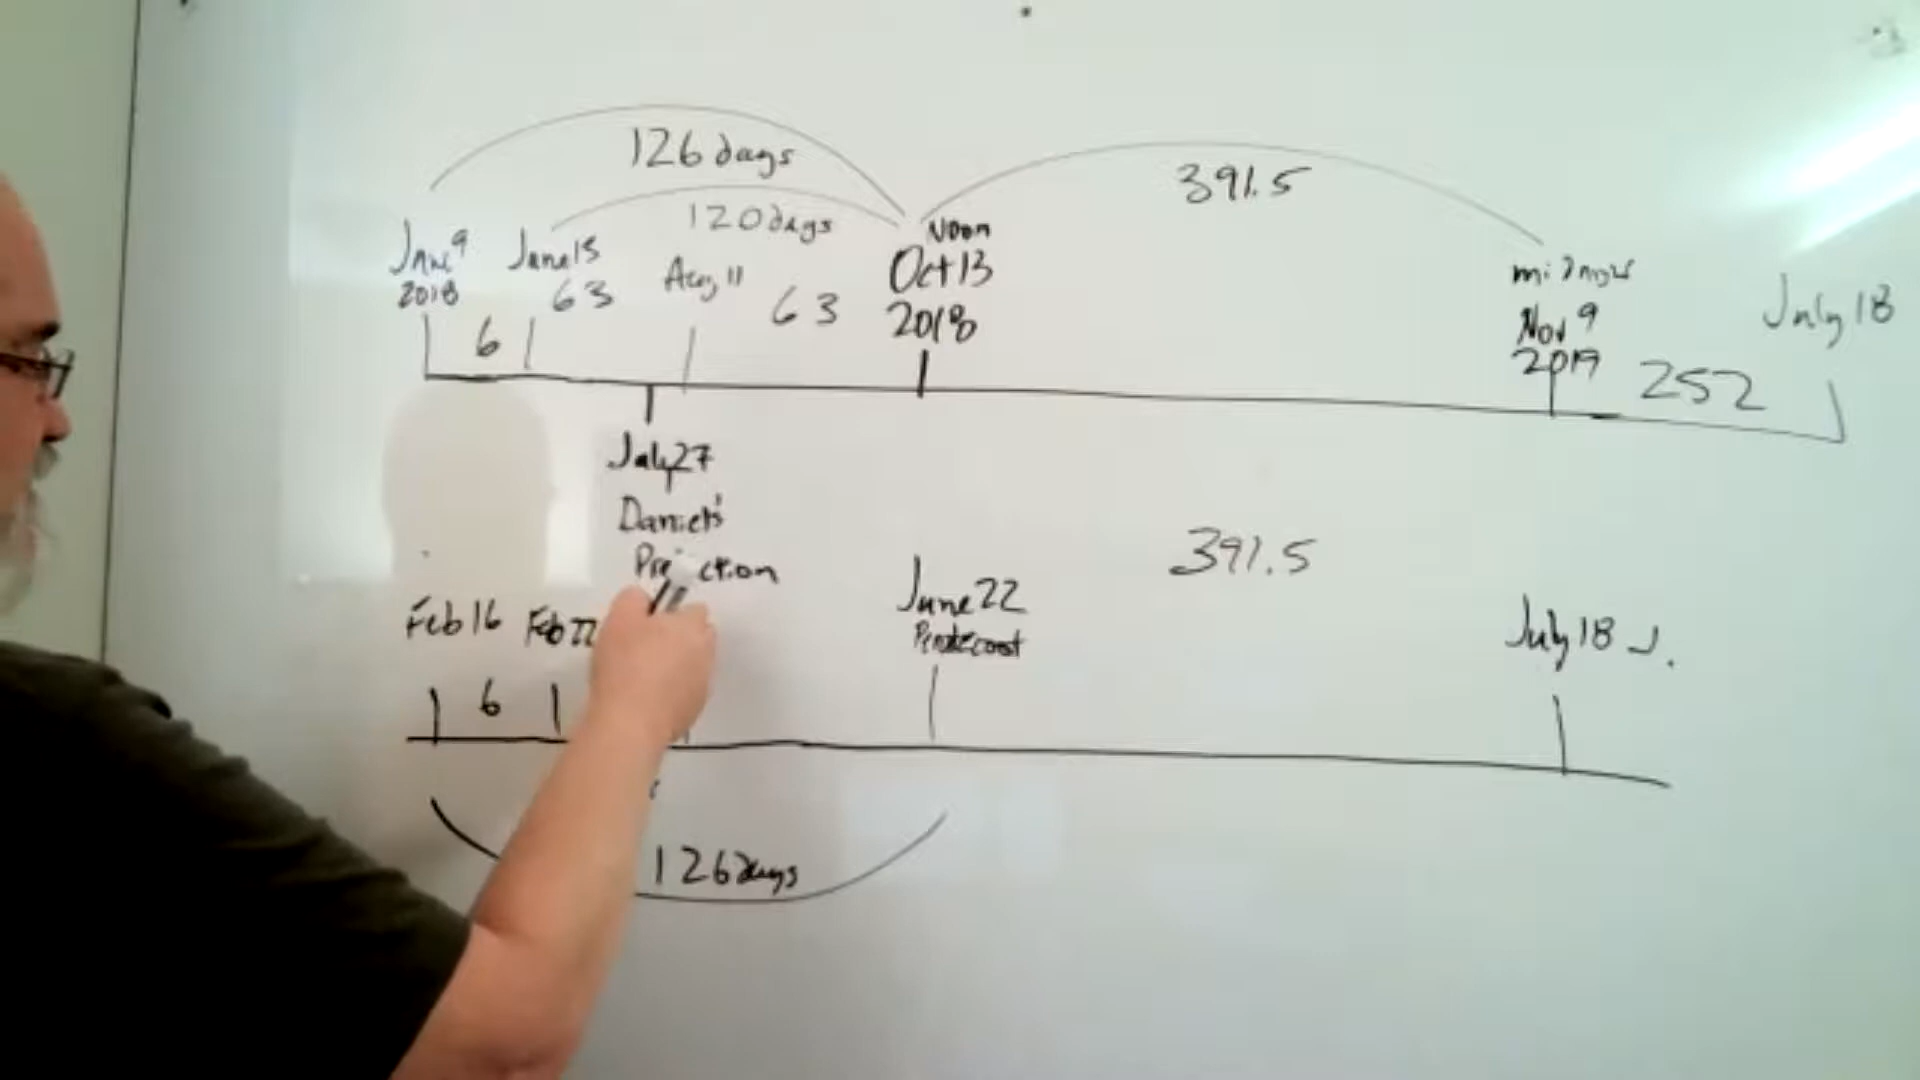 126 days
391.5
120 days
June 9
2018
June 15
63
Aug 11
63
Noon
Oct 13
2018
Nov 9
2019
July 18
6
252
July 27
Daniel's
391.5
Feb 16
Feb 22
June 22
Pentecost
July 18 J.
6
126 days